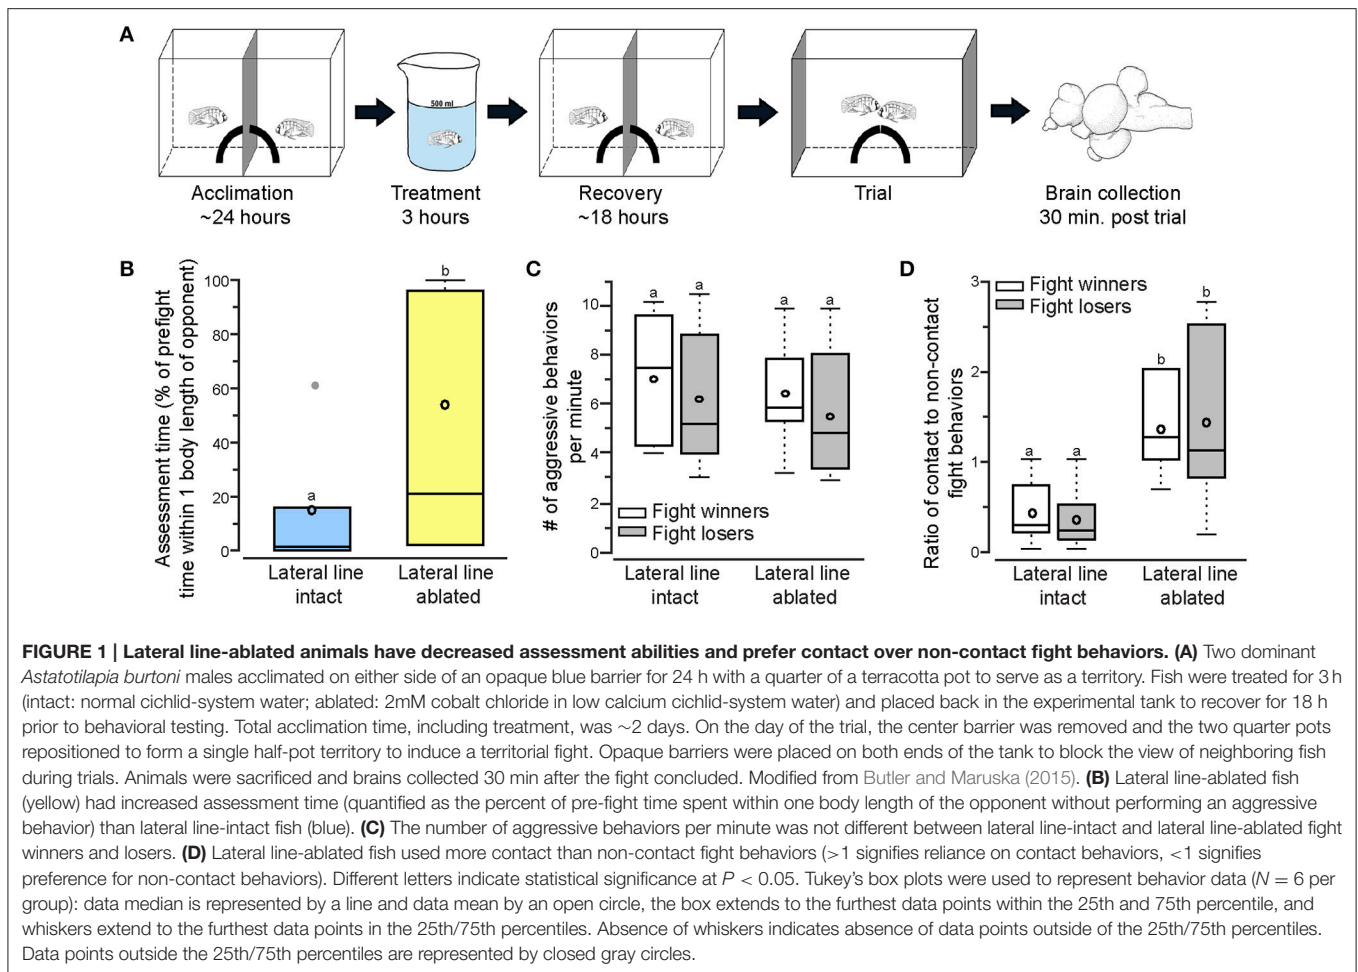 A
500 ml
Acclimation
~24 hours
Treatment
3 hours
Recovery
~18 hours
Trial
Brain collection
30 min. post trial
B
Assessment time (% of prefight
time within 1 body length of opponent)
100
80
60
40
20
0
a
b
Lateral line
intact
Lateral line
ablated
C
# of aggressive behaviors
per minute
10
8
6
4
2
0
a
a
a
a
Fight winners
Fight losers
Lateral line
intact
Lateral line
ablated
D
Ratio of contact to non-contact
fight behaviors
3
2
1
0
Fight winners
Fight losers
a
a
b
b
Lateral line
intact
Lateral line
ablated
FIGURE 1 | Lateral line-ablated animals have decreased assessment abilities and prefer contact over non-contact fight behaviors. (A) Two dominant
Astatotilapia burtoni males acclimated on either side of an opaque blue barrier for 24 h with a quarter of a terracotta pot to serve as a territory. Fish were treated for 3 h
(intact: normal cichlid-system water; ablated: 2mM cobalt chloride in low calcium cichlid-system water) and placed back in the experimental tank to recover for 18 h
prior to behavioral testing. Total acclimation time, including treatment, was ~2 days. On the day of the trial, the center barrier was removed and the two quarter pots
repositioned to form a single half-pot territory to induce a territorial fight. Opaque barriers were placed on both ends of the tank to block the view of neighboring fish
during trials. Animals were sacrificed and brains collected 30 min after the fight concluded. Modified from Butler and Maruska (2015). (B) Lateral line-ablated fish
(yellow) had increased assessment time (quantified as the percent of pre-fight time spent within one body length of the opponent without performing an aggressive
behavior) than lateral line-intact fish (blue). (C) The number of aggressive behaviors per minute was not different between lateral line-intact and lateral line-ablated fight
winners and losers. (D) Lateral line-ablated fish used more contact than non-contact fight behaviors (>1 signifies reliance on contact behaviors, <1 signifies
preference for non-contact behaviors). Different letters indicate statistical significance at P < 0.05. Tukey's box plots were used to represent behavior data (N = 6 per
group): data median is represented by a line and data mean by an open circle, the box extends to the furthest data points within the 25th and 75th percentile, and
whiskers extend to the furthest data points in the 25th/75th percentiles. Absence of whiskers indicates absence of data points outside of the 25th/75th percentiles.
Data points outside the 25th/75th percentiles are represented by closed gray circles.